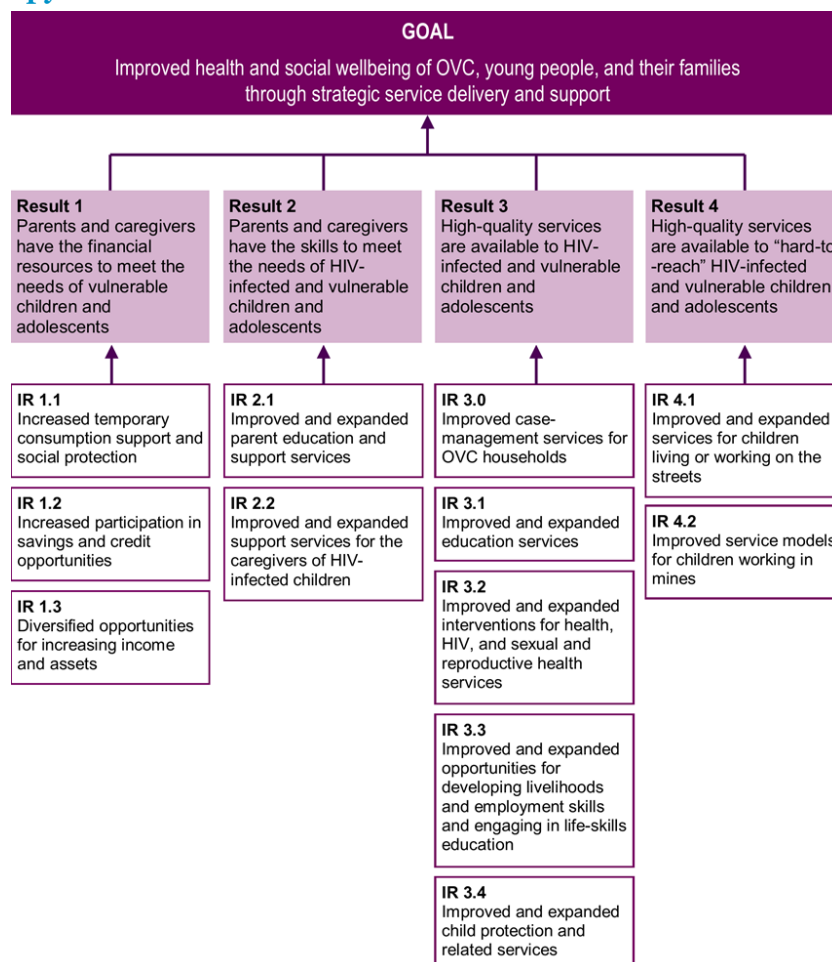 GOAL
Improved health and social wellbeing of OVC, young people, and their families
through strategic service delivery and support
Result 1
Parents and caregivers
have the financial
resources to meet the
needs of vulnerable
children and
adolescents
Result 2
Parents and caregivers
have the skills to meet
the needs of HIV-
infected and vulnerable
children and
adolescents
Result 3
High-quality services
are available to HIV-
infected and vulnerable
children and
adolescents
Result 4
High-quality services
are available to “hard-to
-reach” HIV-infected
and vulnerable children
and adolescents
IR 1.1
Increased temporary
consumption support and
social protection
IR 1.2
Increased participation in
savings and credit
opportunities
IR 1.3
Diversified opportunities
for increasing income
and assets
IR 2.1
Improved and expanded
parent education and
support services
IR 2.2
Improved and expanded
support services for the
caregivers of HIV-
infected children
IR 3.0
Improved case-
management services for
OVC households
IR 3.1
Improved and expanded
education services
IR 3.2
Improved and expanded
interventions for health,
HIV, and sexual and
reproductive health
services
IR 3.3
Improved and expanded
opportunities for
developing livelihoods
and employment skills
and engaging in life-skills
education
IR 3.4
Improved and expanded
child protection and
related services
IR 4.1
Improved and expanded
services for children
living or working on the
streets
IR 4.2
Improved service models
for children working in
mines